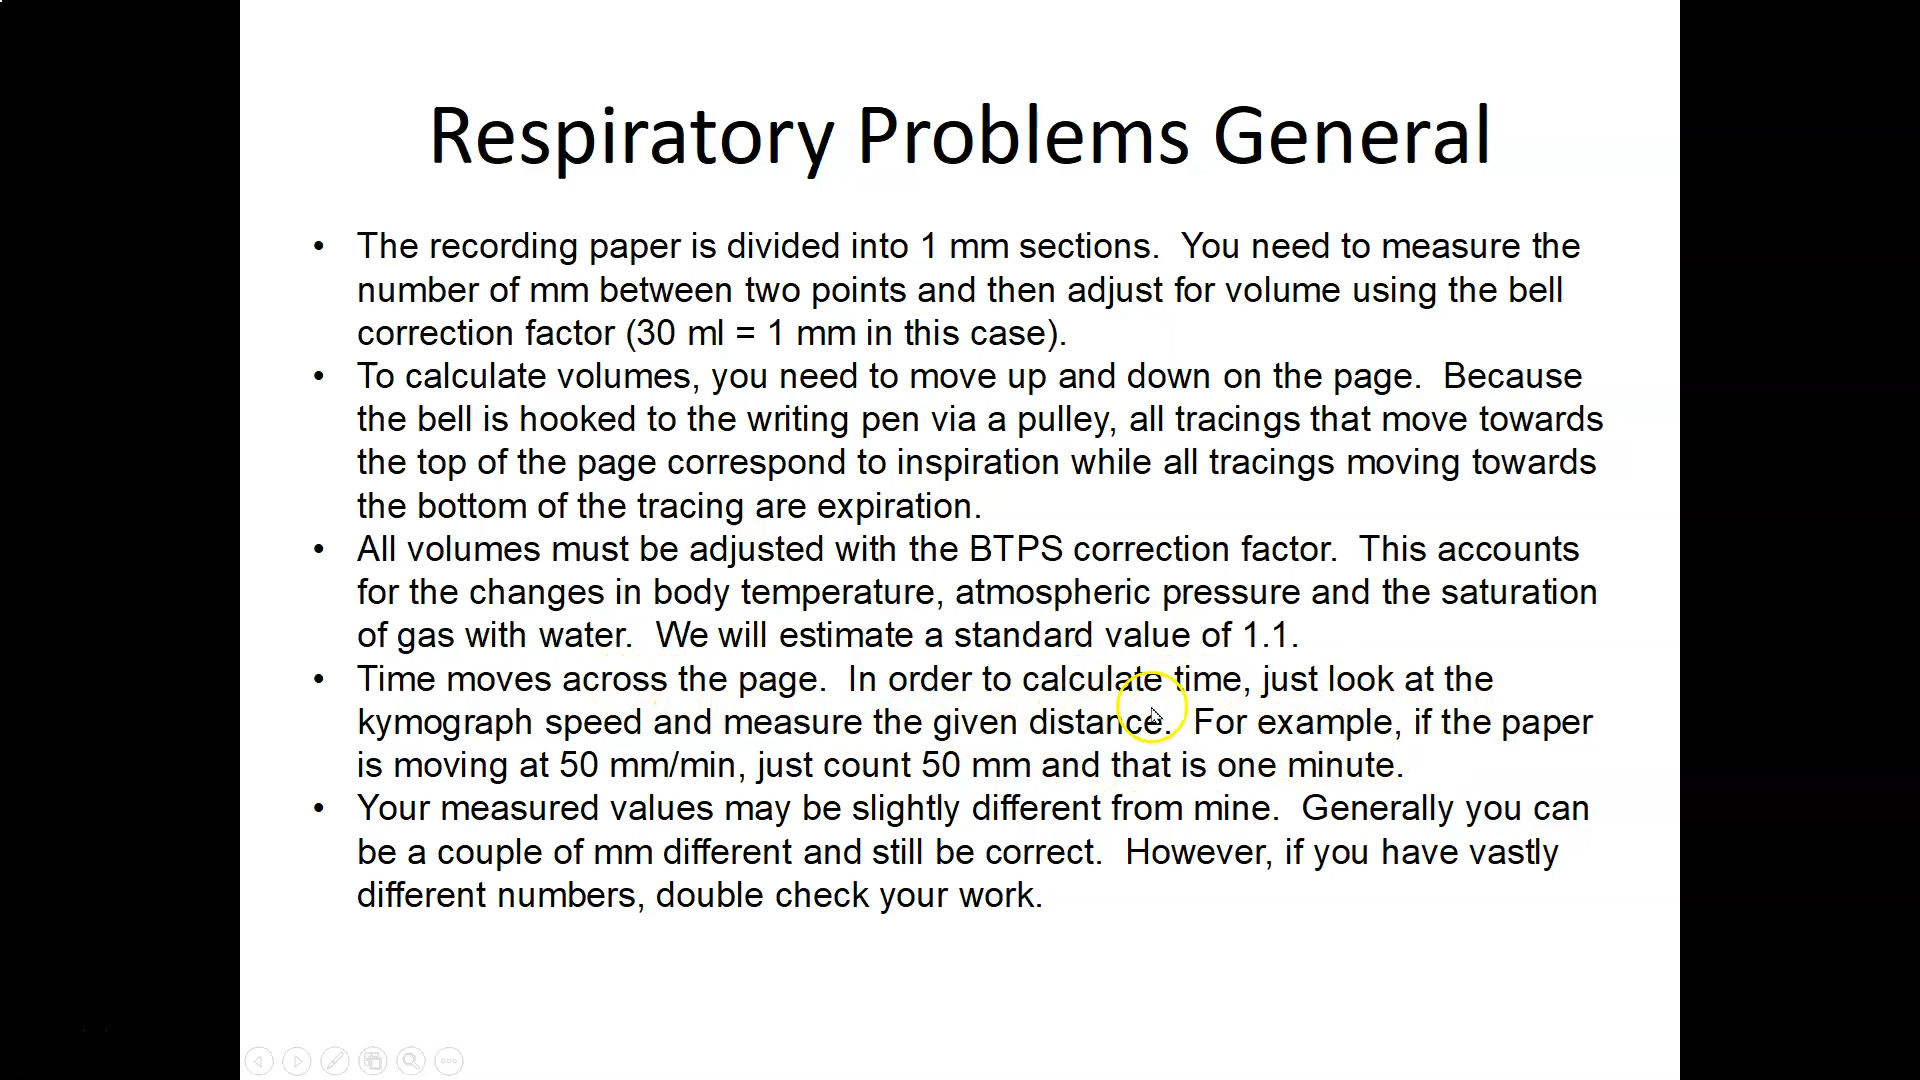 Respiratory Problems General
• The recording paper is divided into 1 mm sections.  You need to measure the
number of mm between two points and then adjust for volume using the bell
correction factor (30 ml = 1 mm in this case).
• To calculate volumes, you need to move up and down on the page.  Because
the bell is hooked to the writing pen via a pulley, all tracings that move towards
the top of the page correspond to inspiration while all tracings moving towards
the bottom of the tracing are expiration.
• All volumes must be adjusted with the BTPS correction factor.  This accounts
for the changes in body temperature, atmospheric pressure and the saturation
of gas with water.  We will estimate a standard value of 1.1.
• Time moves across the page.  In order to calculate time, just look at the
kymograph speed and measure the given distance.  For example, if the paper
is moving at 50 mm/min, just count 50 mm and that is one minute.
• Your measured values may be slightly different from mine.  Generally you can
be a couple of mm different and still be correct.  However, if you have vastly
different numbers, double check your work.